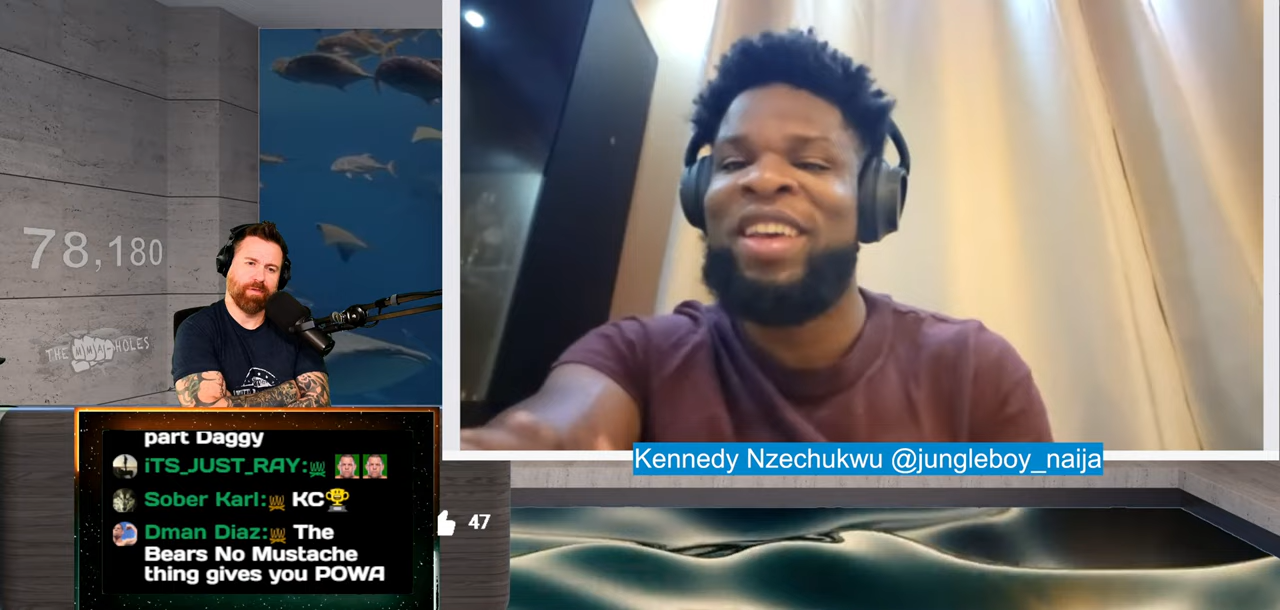 78,180
THE MMA-HOLES
Kennedy Nzechukwu @jungleboy_naija
part Daggy
iTS_JUST_RAY:
Sober Karl: KC
Dman Diaz: The
Bears No Mustache
thing gives you POWA
47